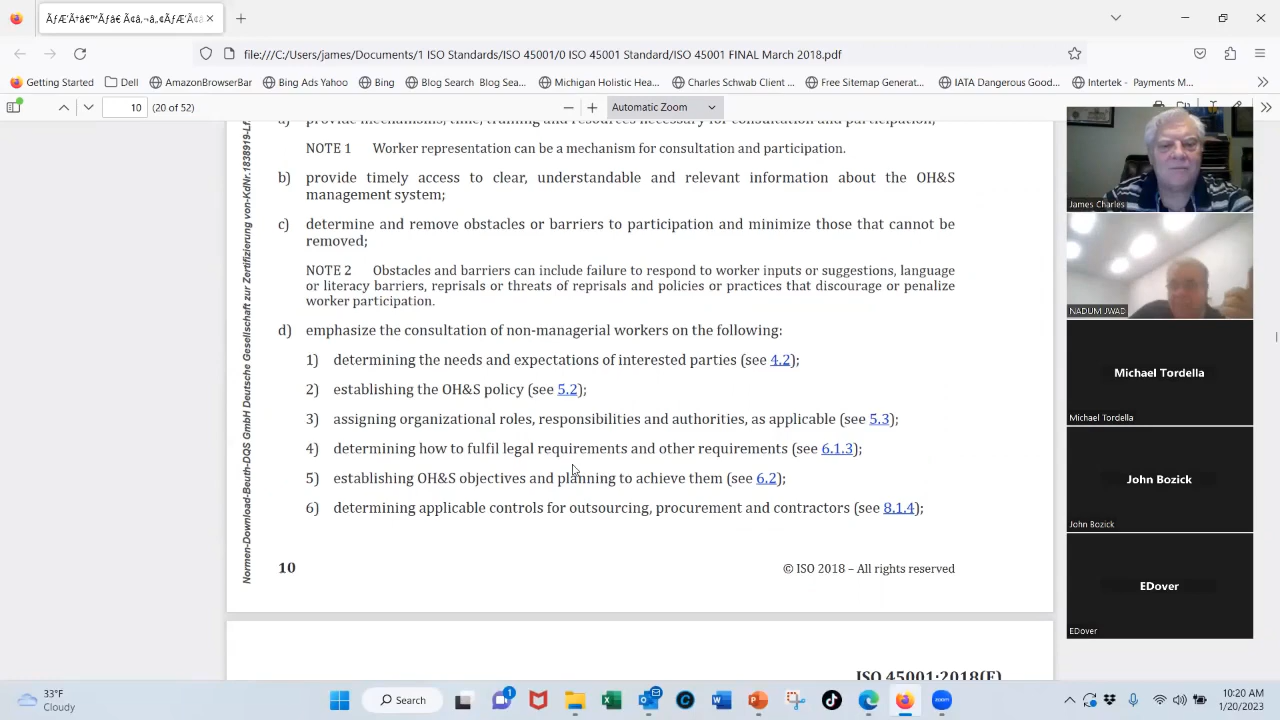 file:///C:/Users/james/Documents/1 ISO Standards/ISO 45001/0 ISO 45001 Standard/ISO 45001 FINAL March 2018.pdf
Getting Started Dell AmazonBrowserBar Bing Ads Yahoo Bing Blog Search Blog Sea... Michigan Holistic Hea... Charles Schwab Client ... Free Sitemap Generat... IATA Dangerous Good... Intertek - Payments M...
10 (20 of 52) Automatic Zoom
a) provide mechanisms, time, training and resources necessary for consultation and participation;
NOTE 1 Worker representation can be a mechanism for consultation and participation.
b) provide timely access to clear, understandable and relevant information about the OH&S
management system;
c) determine and remove obstacles or barriers to participation and minimize those that cannot be
removed;
NOTE 2 Obstacles and barriers can include failure to respond to worker inputs or suggestions, language
or literacy barriers, reprisals or threats of reprisals and policies or practices that discourage or penalize
worker participation.
d) emphasize the consultation of non-managerial workers on the following:
1) determining the needs and expectations of interested parties (see 4.2);
2) establishing the OH&S policy (see 5.2);
3) assigning organizational roles, responsibilities and authorities, as applicable (see 5.3);
4) determining how to fulfil legal requirements and other requirements (see 6.1.3);
5) establishing OH&S objectives and planning to achieve them (see 6.2);
6) determining applicable controls for outsourcing, procurement and contractors (see 8.1.4);
10 © ISO 2018 – All rights reserved
ISO 45001:2018(E)
Normen-Download-Beuth-DQS GmbH Deutsche Gesellschaft zur Zertifizierung von-KdNr.1838919-
James Charles
NADUM JWAD
Michael Tordella
Michael Tordella
John Bozick
John Bozick
EDover
EDover
33°F
Cloudy
Search
1
10:20 AM
1/20/2023